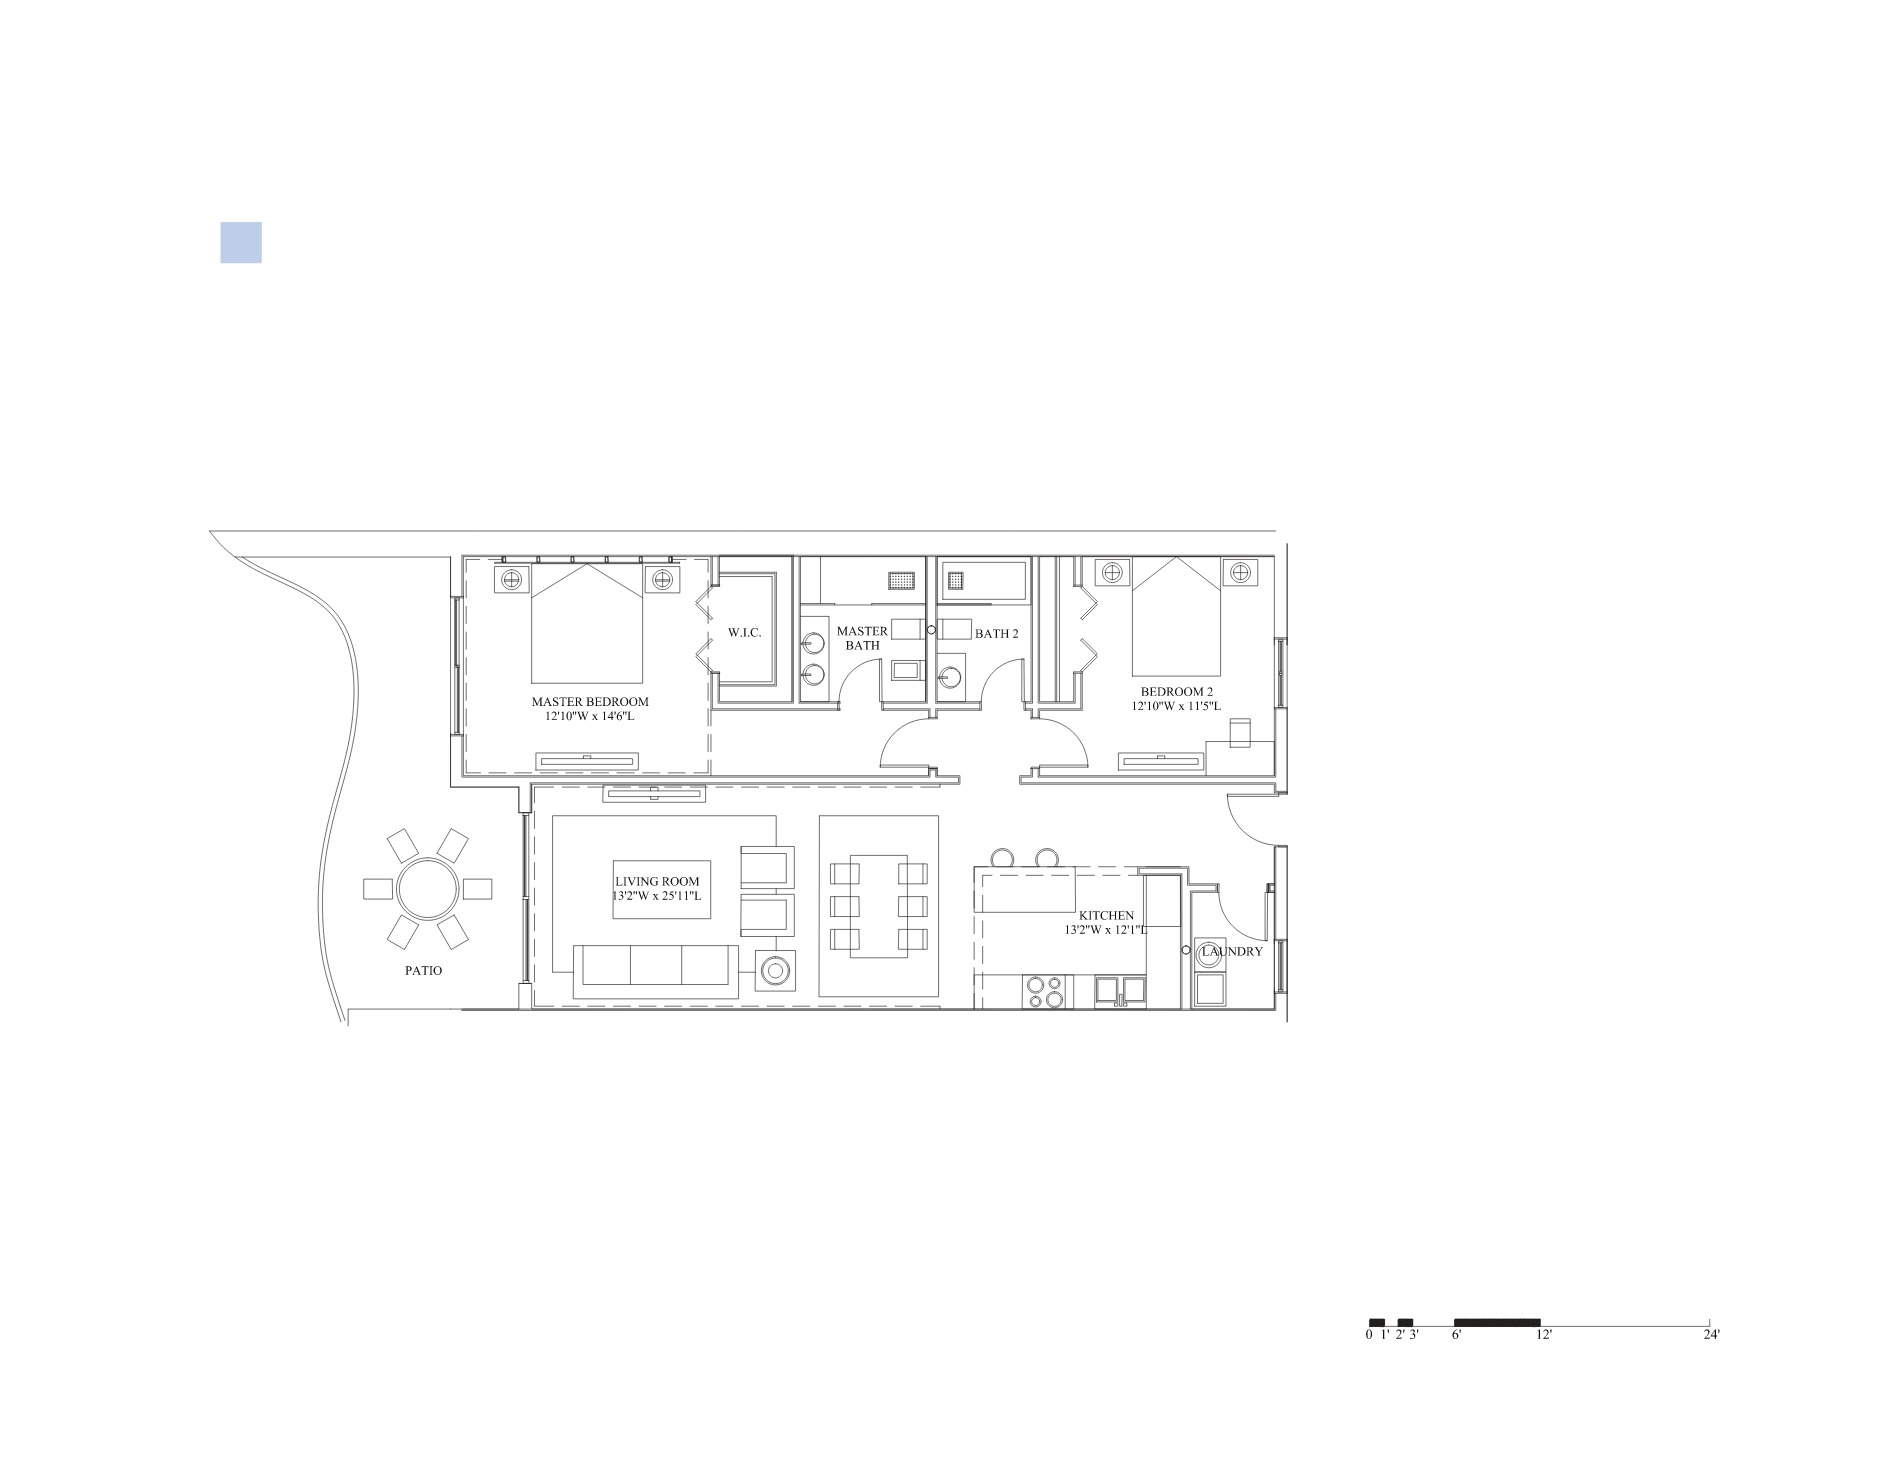 W.I.C.
MASTER
BATH
BATH 2
MASTER BEDROOM
12'10"W x 14'6"L
BEDROOM 2
12'10"W x 11'5"L
LIVING ROOM
13'2"W x 25'11"L
KITCHEN
13'2"W x 12'1"L
LAUNDRY
PATIO
0 1' 2' 3' 6' 12' 24'